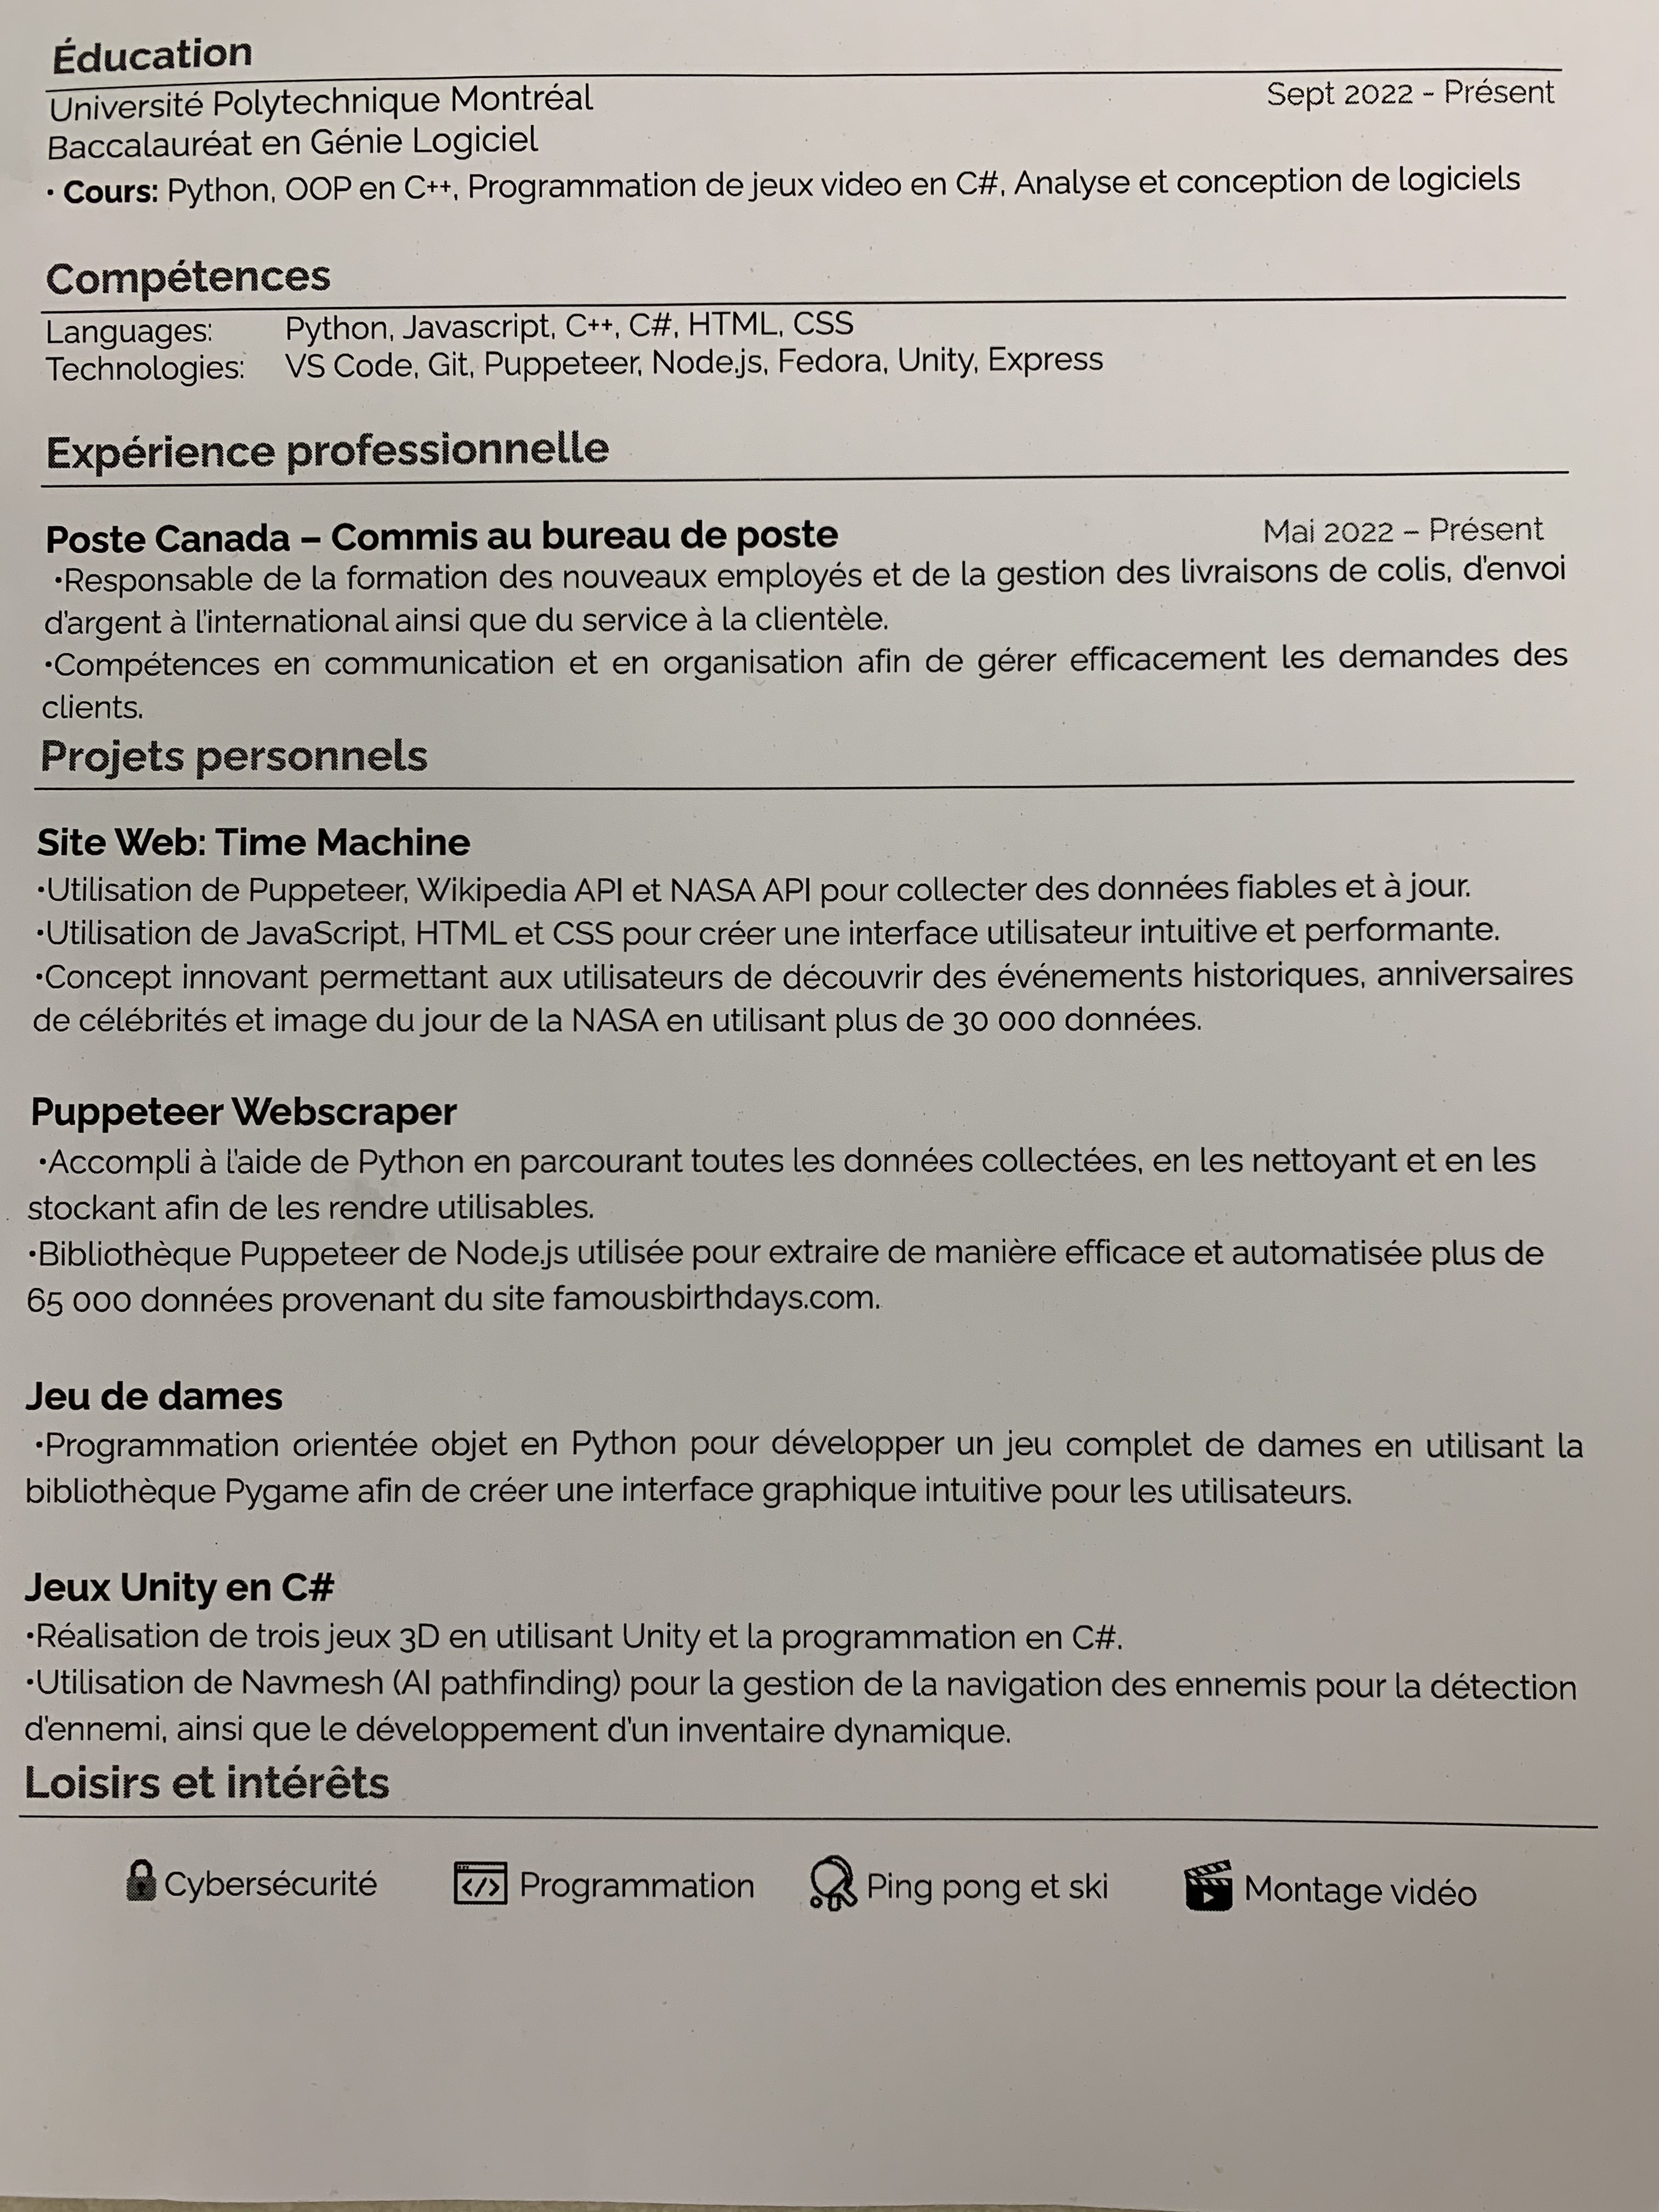 Éducation
Université Polytechnique Montréal Sept 2022 - Présent
Baccalauréat en Génie Logiciel
• Cours: Python, OOP en C++, Programmation de jeux video en C#, Analyse et conception de logiciels
Compétences
Languages: Python, Javascript, C++, C#, HTML, CSS
Technologies: VS Code, Git, Puppeteer, Node.js, Fedora, Unity, Express
Expérience professionnelle
Poste Canada – Commis au bureau de poste Mai 2022 – Présent
•Responsable de la formation des nouveaux employés et de la gestion des livraisons de colis, d'envoi
d'argent à l'international ainsi que du service à la clientèle.
•Compétences en communication et en organisation afin de gérer efficacement les demandes des
clients.
Projets personnels
Site Web: Time Machine
•Utilisation de Puppeteer, Wikipedia API et NASA API pour collecter des données fiables et à jour.
•Utilisation de JavaScript, HTML et CSS pour créer une interface utilisateur intuitive et performante.
•Concept innovant permettant aux utilisateurs de découvrir des événements historiques, anniversaires
de célébrités et image du jour de la NASA en utilisant plus de 30 000 données.
Puppeteer Webscraper
•Accompli à l'aide de Python en parcourant toutes les données collectées, en les nettoyant et en les
stockant afin de les rendre utilisables.
•Bibliothèque Puppeteer de Node.js utilisée pour extraire de manière efficace et automatisée plus de
65 000 données provenant du site famousbirthdays.com.
Jeu de dames
•Programmation orientée objet en Python pour développer un jeu complet de dames en utilisant la
bibliothèque Pygame afin de créer une interface graphique intuitive pour les utilisateurs.
Jeux Unity en C#
•Réalisation de trois jeux 3D en utilisant Unity et la programmation en C#.
•Utilisation de Navmesh (AI pathfinding) pour la gestion de la navigation des ennemis pour la détection
d'ennemi, ainsi que le développement d'un inventaire dynamique.
Loisirs et intérêts
Cybersécurité </> Programmation Ping pong et ski Montage vidéo